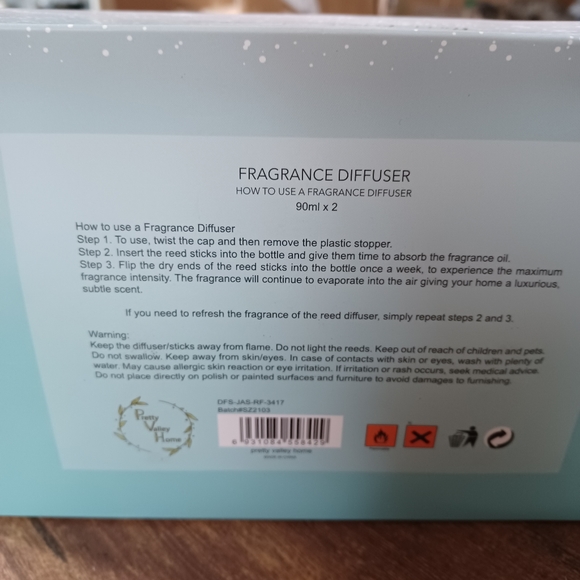 FRAGRANCE DIFFUSER
HOW TO USE A FRAGRANCE DIFFUSER
90ml x 2
How to use a Fragrance Diffuser
Step 1. To use, twist the cap and then remove the plastic stopper.
Step 2. Insert the reed sticks into the bottle and give them time to absorb the fragrance oil.
Step 3. Flip the dry ends of the reed sticks into the bottle once a week, to experience the maximum
fragrance intensity. The fragrance will continue to evaporate into the air giving your home a luxurious,
subtle scent.
If you need to refresh the fragrance of the reed diffuser, simply repeat steps 2 and 3.
Warning:
Keep the diffuser/sticks away from flame. Do not light the reeds. Keep out of reach of children and pets.
Do not swallow. Keep away from skin/eyes. In case of contacts with skin or eyes, wash with plenty of
water. May cause allergic skin reaction or eye irritation. If irritation or rash occurs, seek medical advice.
Do not place directly on polish or painted surfaces and furniture to avoid damages to furnishing.
DFS-JAS-RF-3417
Batch#SZ2103
Pretty
Valley
Home
pretty valley home